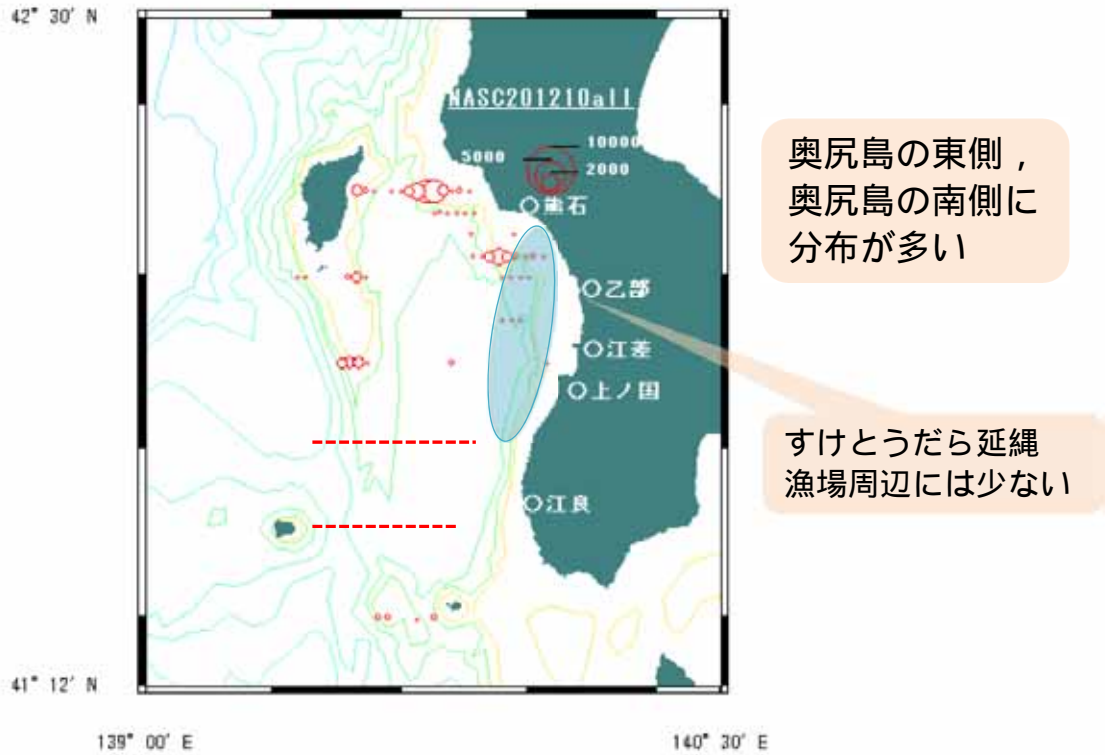 42° 30' N
NASC201210all
10000
5000
2000
熊石
乙部
江差
上ノ国
江良
41° 12' N
139° 00' E
140° 30' E
奥尻島の東側，
奥尻島の南側に
分布が多い
すけとうだら延縄
漁場周辺には少ない